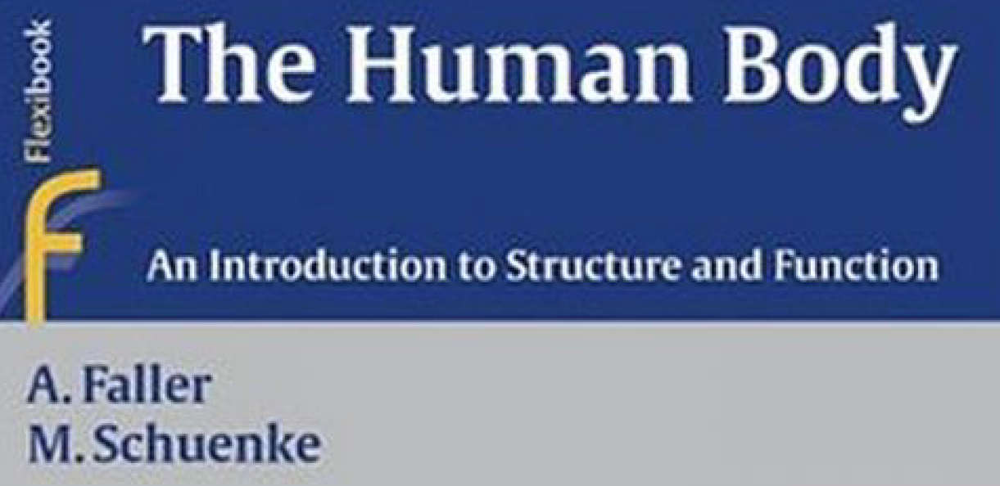 Flexibook
The Human Body
f
An Introduction to Structure and Function
A. Faller
M. Schuenke